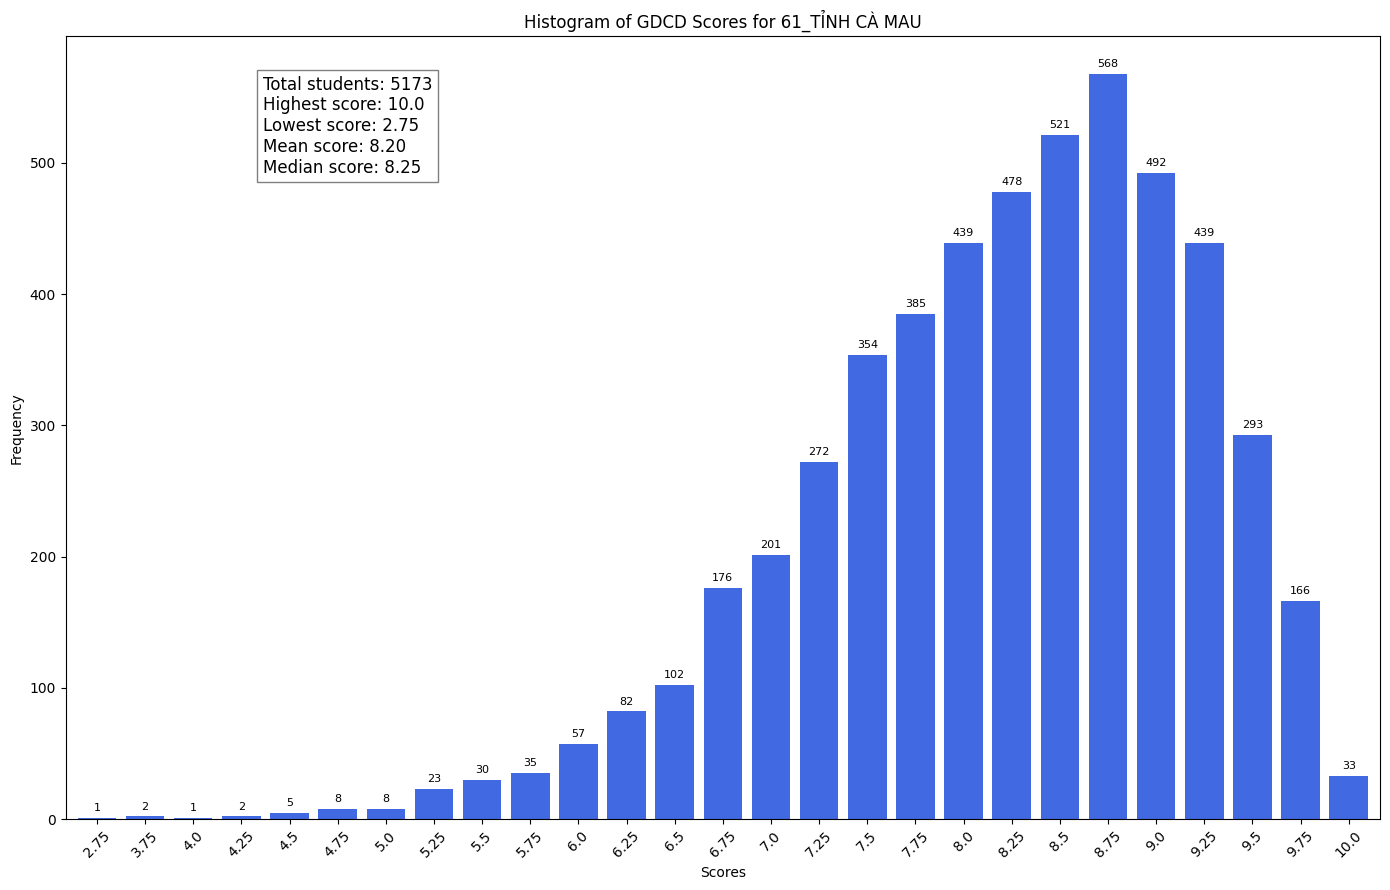 Histogram of GDCD Scores for 61_TỈNH CÀ MAU
Total students: 5173
Highest score: 10.0
Lowest score: 2.75
Mean score: 8.20
Median score: 8.25
Frequency
500
400
300
200
100
0
1 2 1 2 5 8 8 23 30 35 57 82 102 176 201 272 354 385 439 478 521 568 492 439 293 166 33
2.75 3.75 4.0 4.25 4.5 4.75 5.0 5.25 5.5 5.75 6.0 6.25 6.5 6.75 7.0 7.25 7.5 7.75 8.0 8.25 8.5 8.75 9.0 9.25 9.5 9.75 10.0
Scores